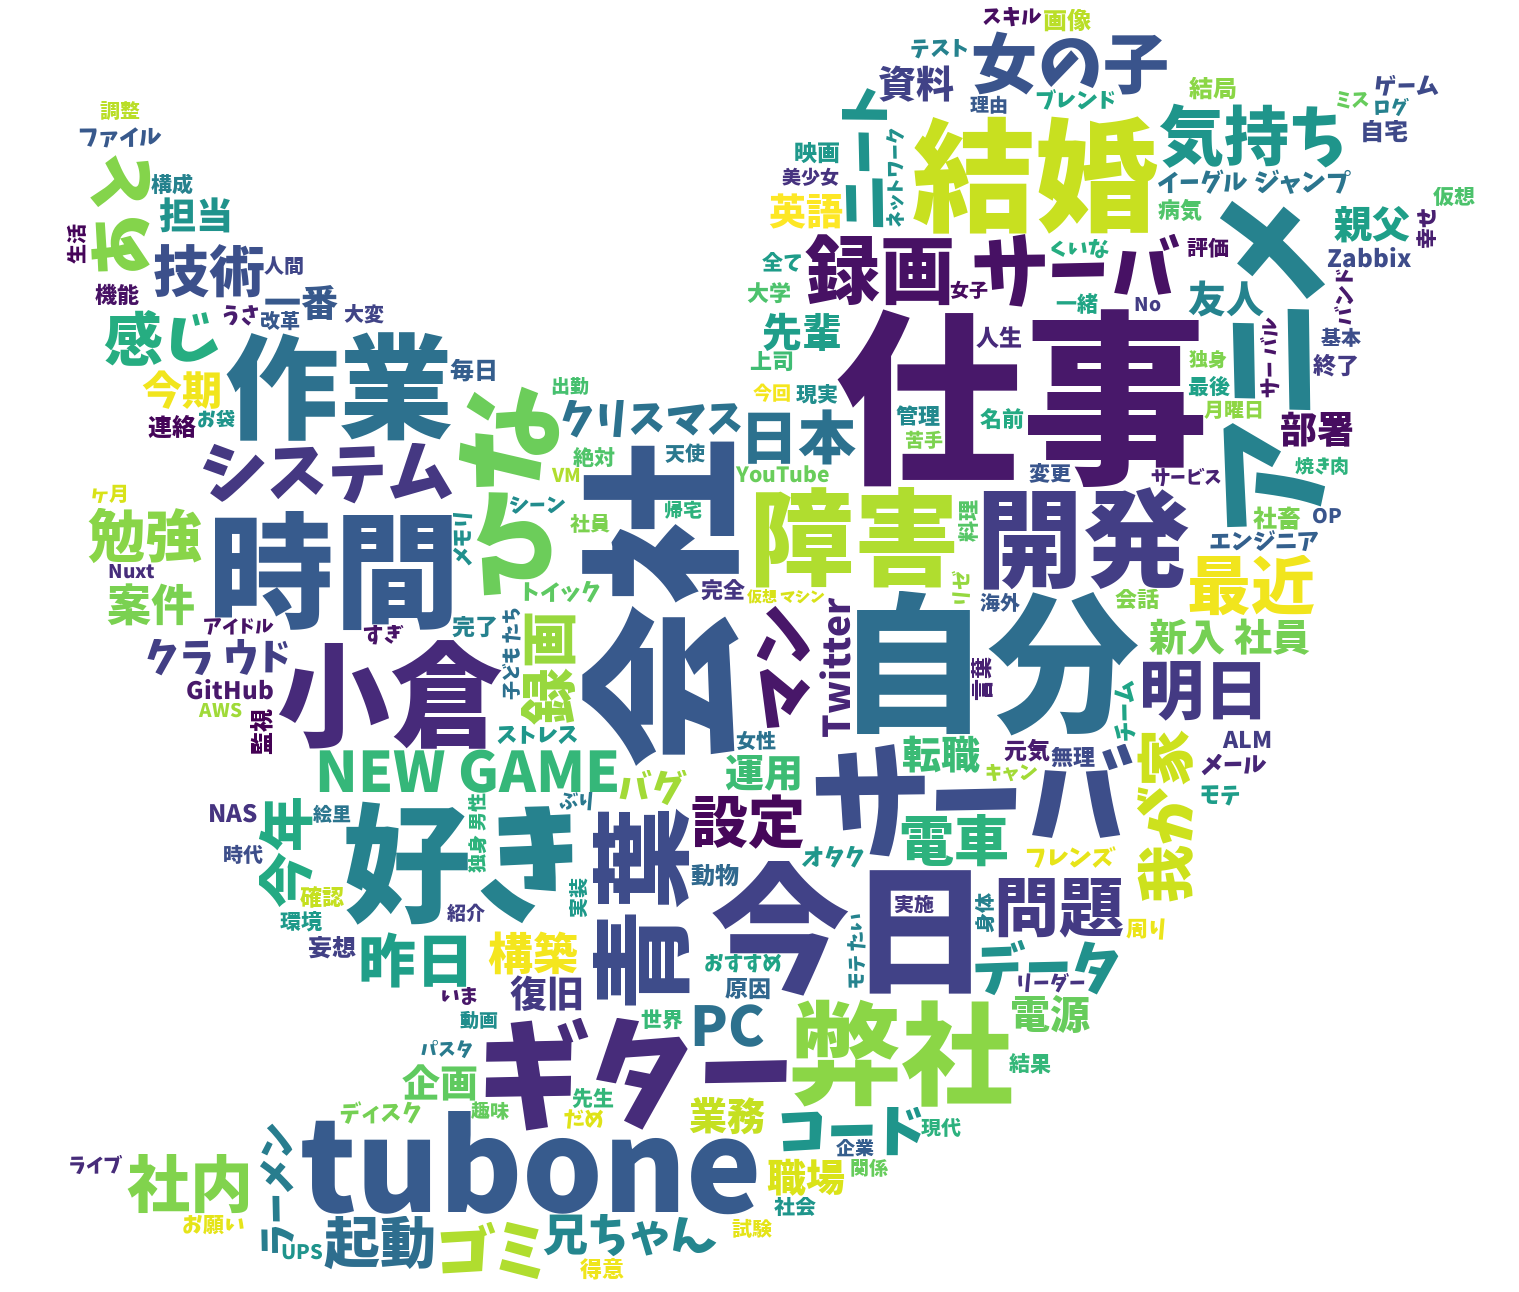 スキル
画像
テスト
女の子
資料
理由
ブレンド
結局
ゲーム
ミス
ログ
自宅
調整
ファイル
とす
構成
担当
生活
技術
人間
機能
一番
うさ
改革
大変
感じ
ニート
ネットワーク
映画
美少女
英語
結婚
気持ち
イーグル ジャンプ
病気
仮想
親父
幸せ
Zabbix
バンド
アニメ
録画
サーバ
くいな
評価
全て
女子
大学
一緒
No
友人
先輩
仕事
人生
基本
サーバル
独身
終了
上司
最後
今回
現実
月曜日
部署
今期
作業
毎日
連絡
お袋
出勤
クリスマス
日本
管理
苦手
名前
システム
ちな
絶対
天使
VM
YouTube
変更
サービス
焼き肉
ヶ月
勉強
時間
メモリ
シーン
社員
帰宅
会社
障害
料理
開発
社畜
OP
エンジニア
Nuxt
案件
トイック
完全
仮想 マシン
海外
会話
最近
アイドル
すぎ
完了
子どもたち
録画
マン
Twitter
自分
言葉
新入 社員
クラ ウド
GitHub
AWS
監視
小倉
ストレス
女性
チーム
明日
NEW GAME
バグ
運用
転職
元気
無理
キャン
ALM
メール
モテ
我が家
NAS
今年
絵里
時代
好き
独身 男性
ぶり
青葉
設定
サーバ
電車
オタク
フレンズ
確認
環境
紹介
実装
動物
今日
実施
身体
問題
周り
妄想
昨日
構築
復旧
いま
おすすめ
原因
モテ たい
データ
リーダー
電源
動画
パスタ
世界
PC
弊社
結果
企画
ギター
先生
ディスク
趣味
だめ
業務
コード
現代
企業
関係
ライブ
社内
ラーメン
tubone
職場
社会
お願い
UPS
起動
ゴミ
兄ちゃん
試験
得意